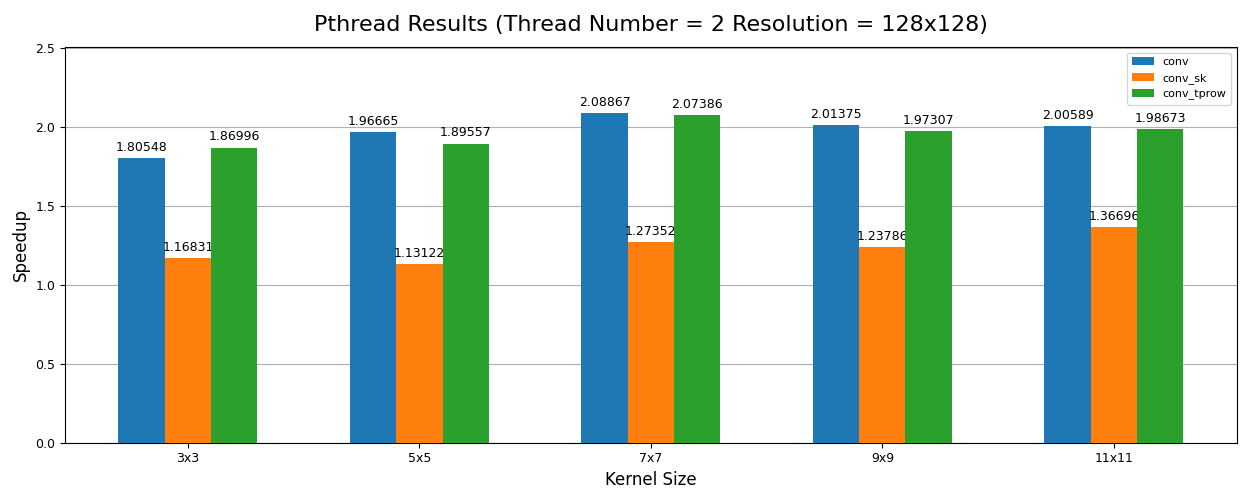 Pthread Results (Thread Number = 2 Resolution = 128x128)
2.5
2.0
1.5
1.0
0.5
0.0
Speedup
conv
conv_sk
conv_tprow
1.80548
1.16831
1.86996
1.96665
1.13122
1.89557
2.08867
1.27352
2.07386
2.01375
1.23786
1.97307
2.00589
1.36696
1.98673
3x3
5x5
7x7
9x9
11x11
Kernel Size